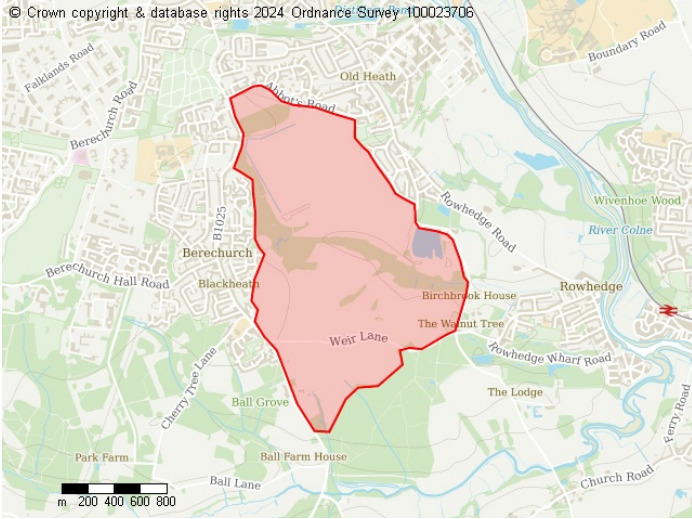 © Crown copyright & database rights 2024 Ordnance Survey 100023706
Boundary Road
Falklands Road
Old Heath
Abbot's Road
Berechurch Road
Rowhedge Road
Wivenhoe Wood
B1025
River Colne
Berechurch
Berechurch Hall Road
Blackheath
Birchbrook House
Rowhedge
The Walnut Tree
Weir Lane
Rowhedge Wharf Road
Cherry Tree Lane
The Lodge
Ball Grove
Ferry Road
Park Farm
Ball Farm House
Church Road
Ball Lane
m 200 400 600 800